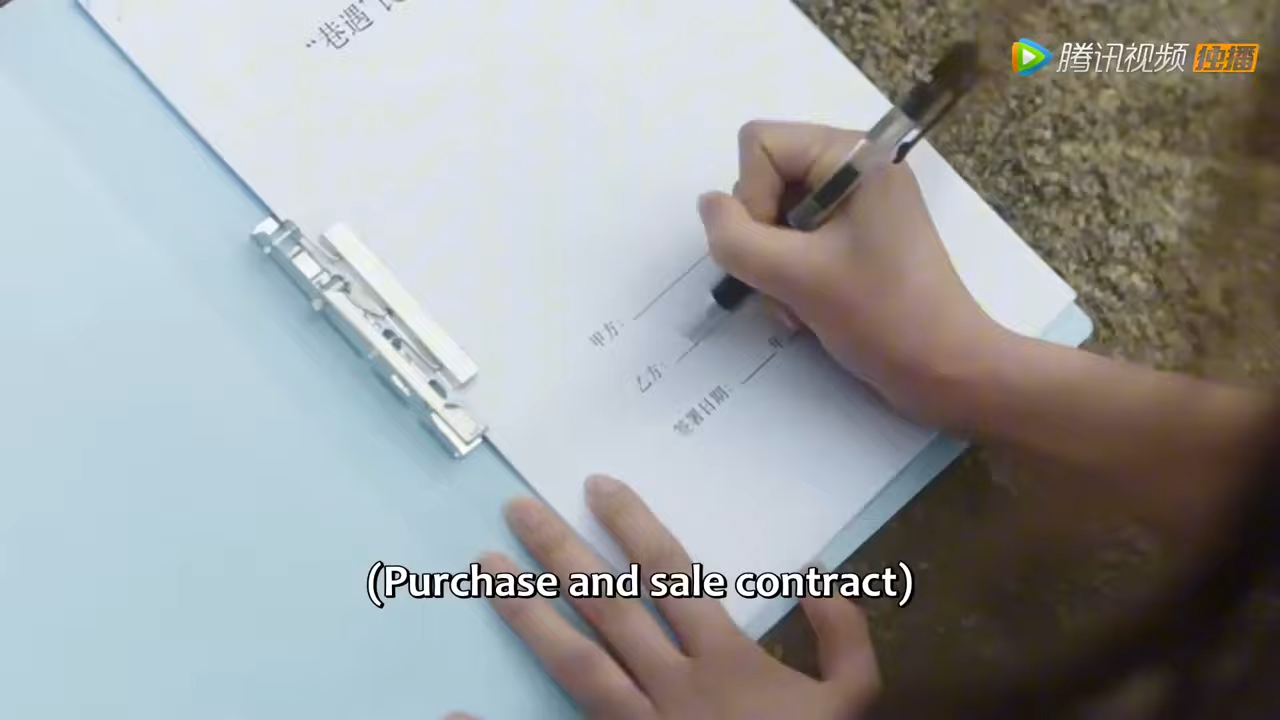 "巷遇"
腾讯视频 独播
甲方:
乙方:
签署日期: 年
(Purchase and sale contract)